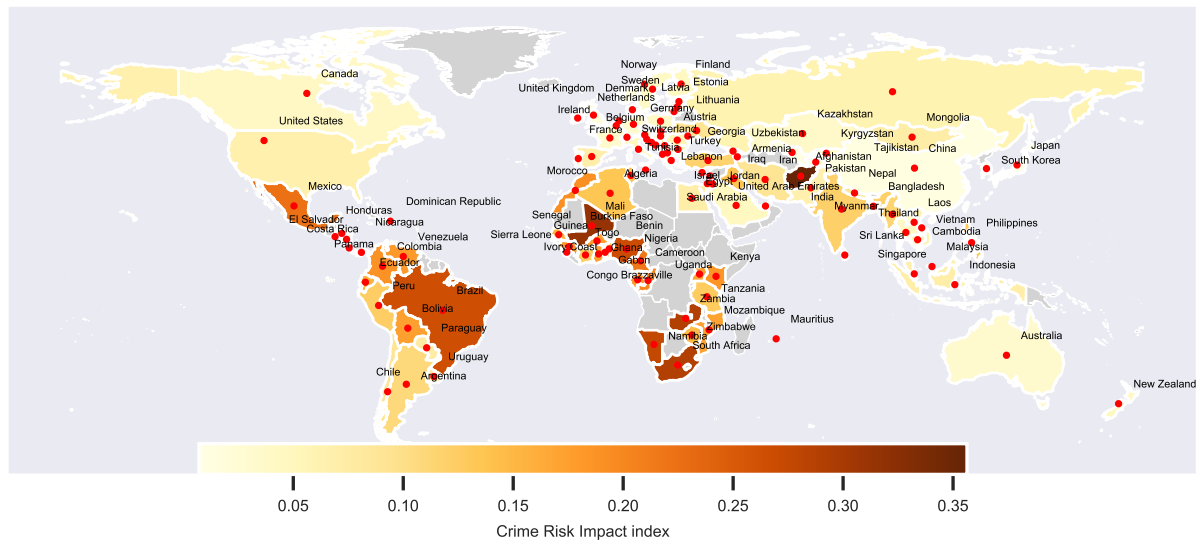 Norway
Finland
Canada
Sweden
Estonia
United Kingdom
Denmark
Latvia
Netherlands
Lithuania
Ireland
Germany
Kazakhstan
United States
Belgium
Austria
Mongolia
France
Switzerland
Georgia
Uzbekistan
Kyrgyzstan
Turkey
Tunisia
Armenia
Tajikistan
China
Japan
Lebanon
Iraq
Iran
Afghanistan
South Korea
Morocco
Algeria
Israel
Jordan
Pakistan
Nepal
Mexico
Egypt
United Arab Emirates
Bangladesh
Saudi Arabia
India
Dominican Republic
Mali
Myanmar
Laos
Honduras
Senegal
Burkina Faso
Thailand
El Salvador
Nicaragua
Guinea
Benin
Vietnam
Philippines
Costa Rica
Sierra Leone
Togo
Sri Lanka
Cambodia
Panama
Venezuela
Nigeria
Colombia
Ivory Coast
Ghana
Malaysia
Cameroon
Kenya
Singapore
Ecuador
Gabon
Uganda
Indonesia
Congo Brazzaville
Peru
Brazil
Tanzania
Zambia
Bolivia
Mozambique
Mauritius
Paraguay
Zimbabwe
Namibia
Australia
South Africa
Uruguay
Chile
Argentina
New Zealand
0.05 0.10 0.15 0.20 0.25 0.30 0.35
Crime Risk Impact index